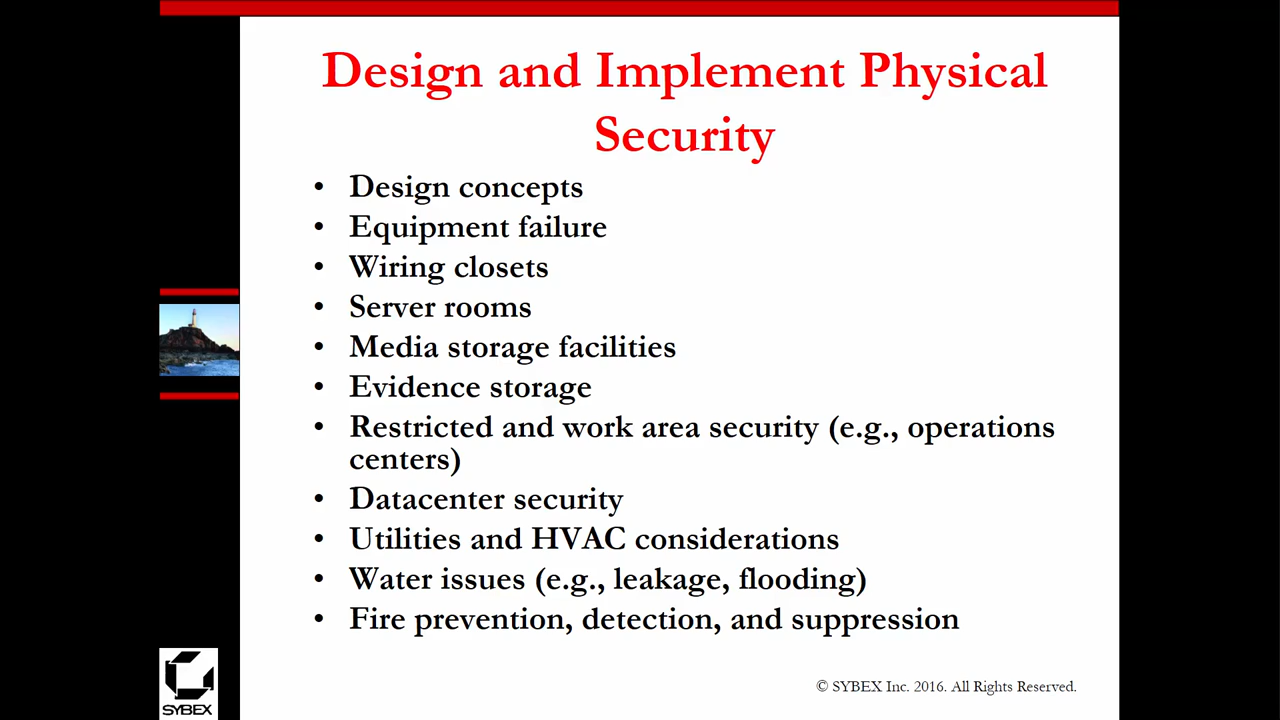 Design and Implement Physical
Security
• Design concepts
• Equipment failure
• Wiring closets
• Server rooms
• Media storage facilities
• Evidence storage
• Restricted and work area security (e.g., operations
centers)
• Datacenter security
• Utilities and HVAC considerations
• Water issues (e.g., leakage, flooding)
• Fire prevention, detection, and suppression
© SYBEX Inc. 2016. All Rights Reserved.
SYBEX